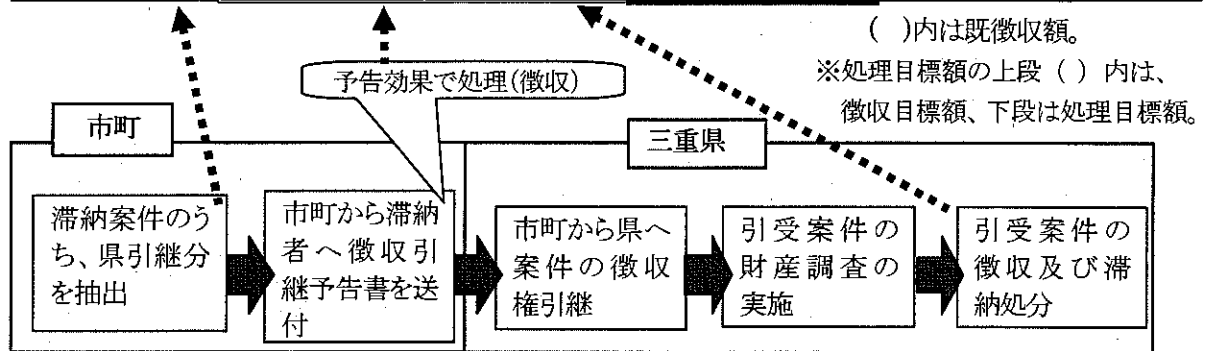 ( )内は既徴収額。
※処理目標額の上段( )内は、
徴収目標額、下段は処理目標額。
予告効果で処理(徴収)
市町
三重県
滞納案件のう
ち、県引継分
を抽出
市町から滞納
者へ徴収引
継予告書を送
付
市町から県へ
案件の徴収
権引継
引受案件の
財産調査の
実施
引受案件の
徴収及び滞
納処分